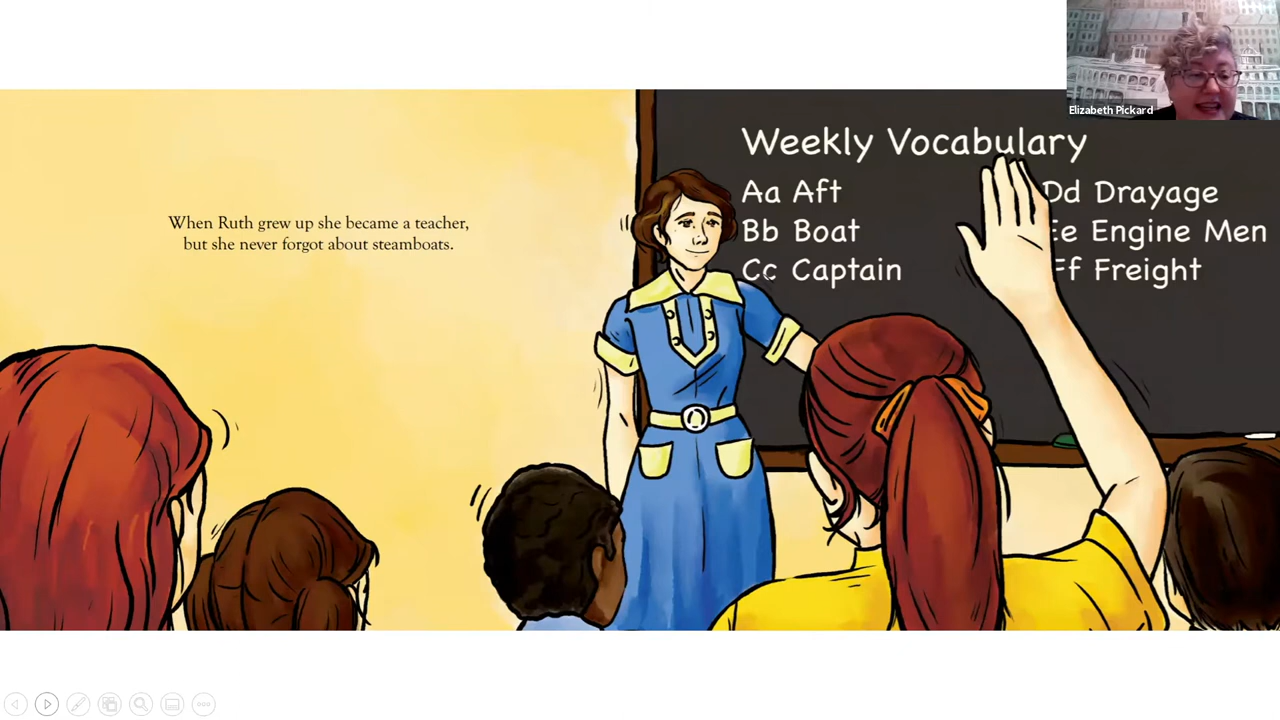 Elizabeth Pickard
When Ruth grew up she became a teacher,
but she never forgot about steamboats.
Weekly Vocabulary
Aa Aft
Bb Boat
Cc Captain
Dd Drayage
Ee Engine Men
Ff Freight